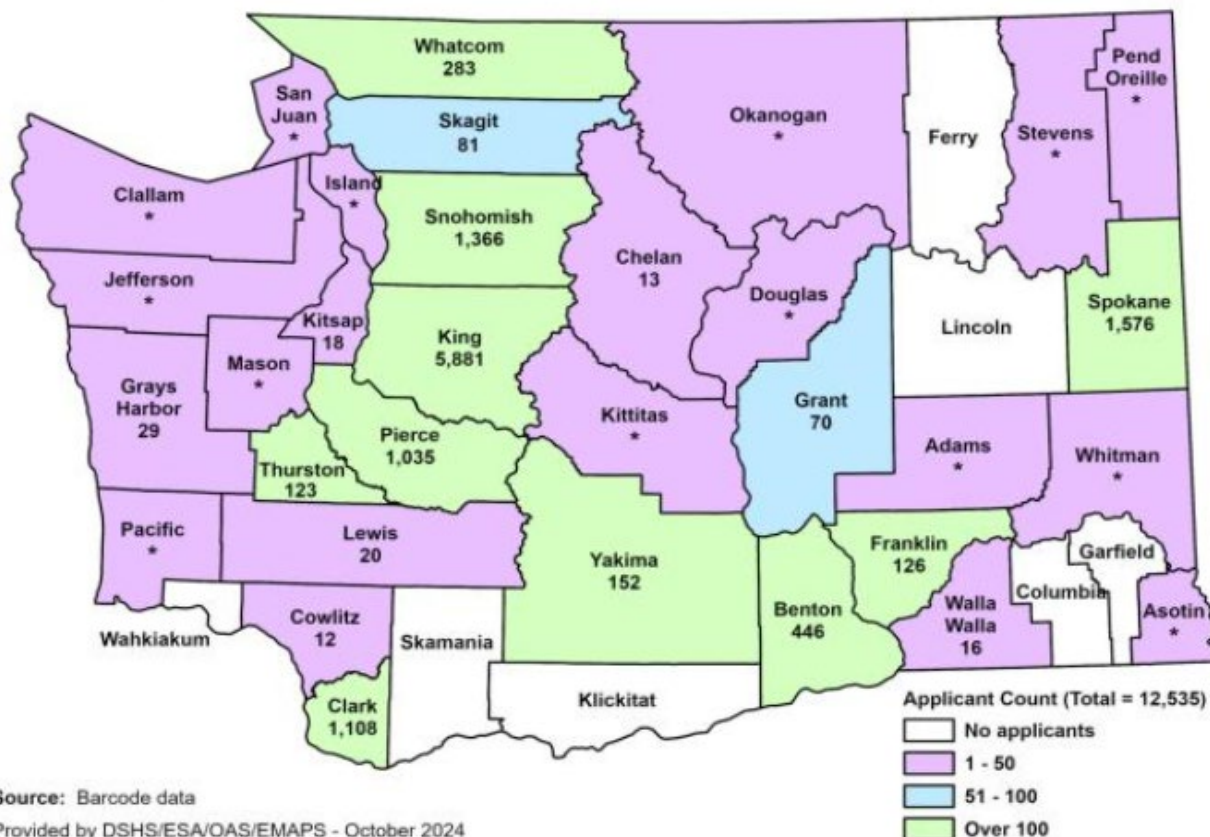 Whatcom
283
San
Juan
*
Skagit
81
Okanogan
*
Ferry
Stevens
*
Pend
Oreille
*
Clallam
*
Island
*
Snohomish
1,366
Chelan
13
Jefferson
*
Douglas
*
Kitsap
18
King
5,881
Lincoln
Spokane
1,576
Mason
*
Grays
Harbor
29
Kittitas
*
Grant
70
Pierce
1,035
Adams
*
Whitman
*
Thurston
123
Pacific
*
Lewis
20
Yakima
152
Franklin
126
Garfield
Columbia
Benton
446
Walla
Walla
16
Asotin
*
Wahkiakum
Cowlitz
12
Skamania
Klickitat
Clark
1,108
Applicant Count (Total = 12,535)
No applicants
1 - 50
51 - 100
Over 100
Source: Barcode data
Provided by DSHS/ESA/OAS/EMAPS - October 2024